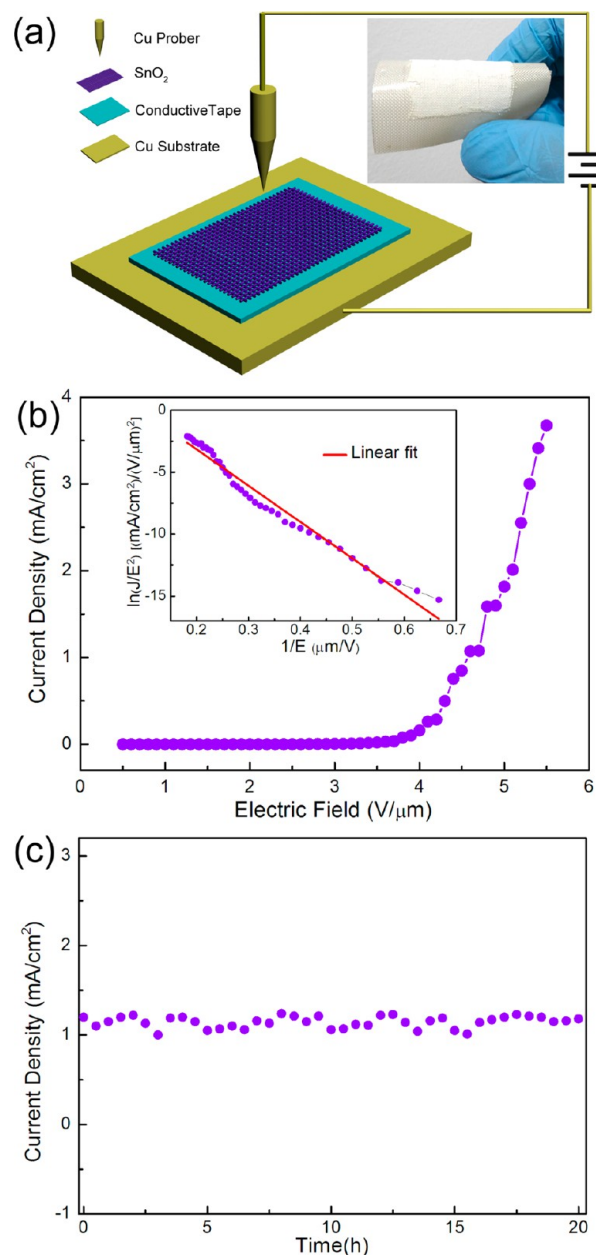 (a)
Cu Prober
SnO2
ConductiveTape
Cu Substrate
(b)
4
3
2
1
0
Current Density (mA/cm2)
0
1
2
3
4
5
6
Electric Field (V/μm)
0
-5
-10
-15
ln(J/E2) [(mA/cm2)/(V/μm)2]
Linear fit
0.2
0.3
0.4
0.5
0.6
0.7
1/E (μm/V)
(c)
3
2
1
0
-1
Current Density (mA/cm2)
0
5
10
15
20
Time(h)